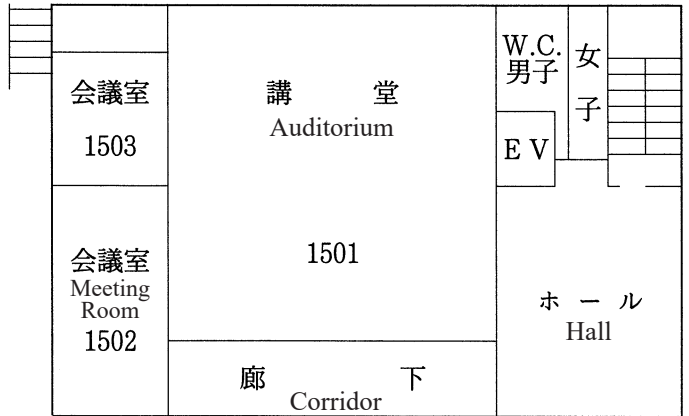 会議室
1503
会議室
Meeting
Room
1502
講堂
Auditorium
1501
廊下
Corridor
W.C.
男子
女子
EV
ホール
Hall